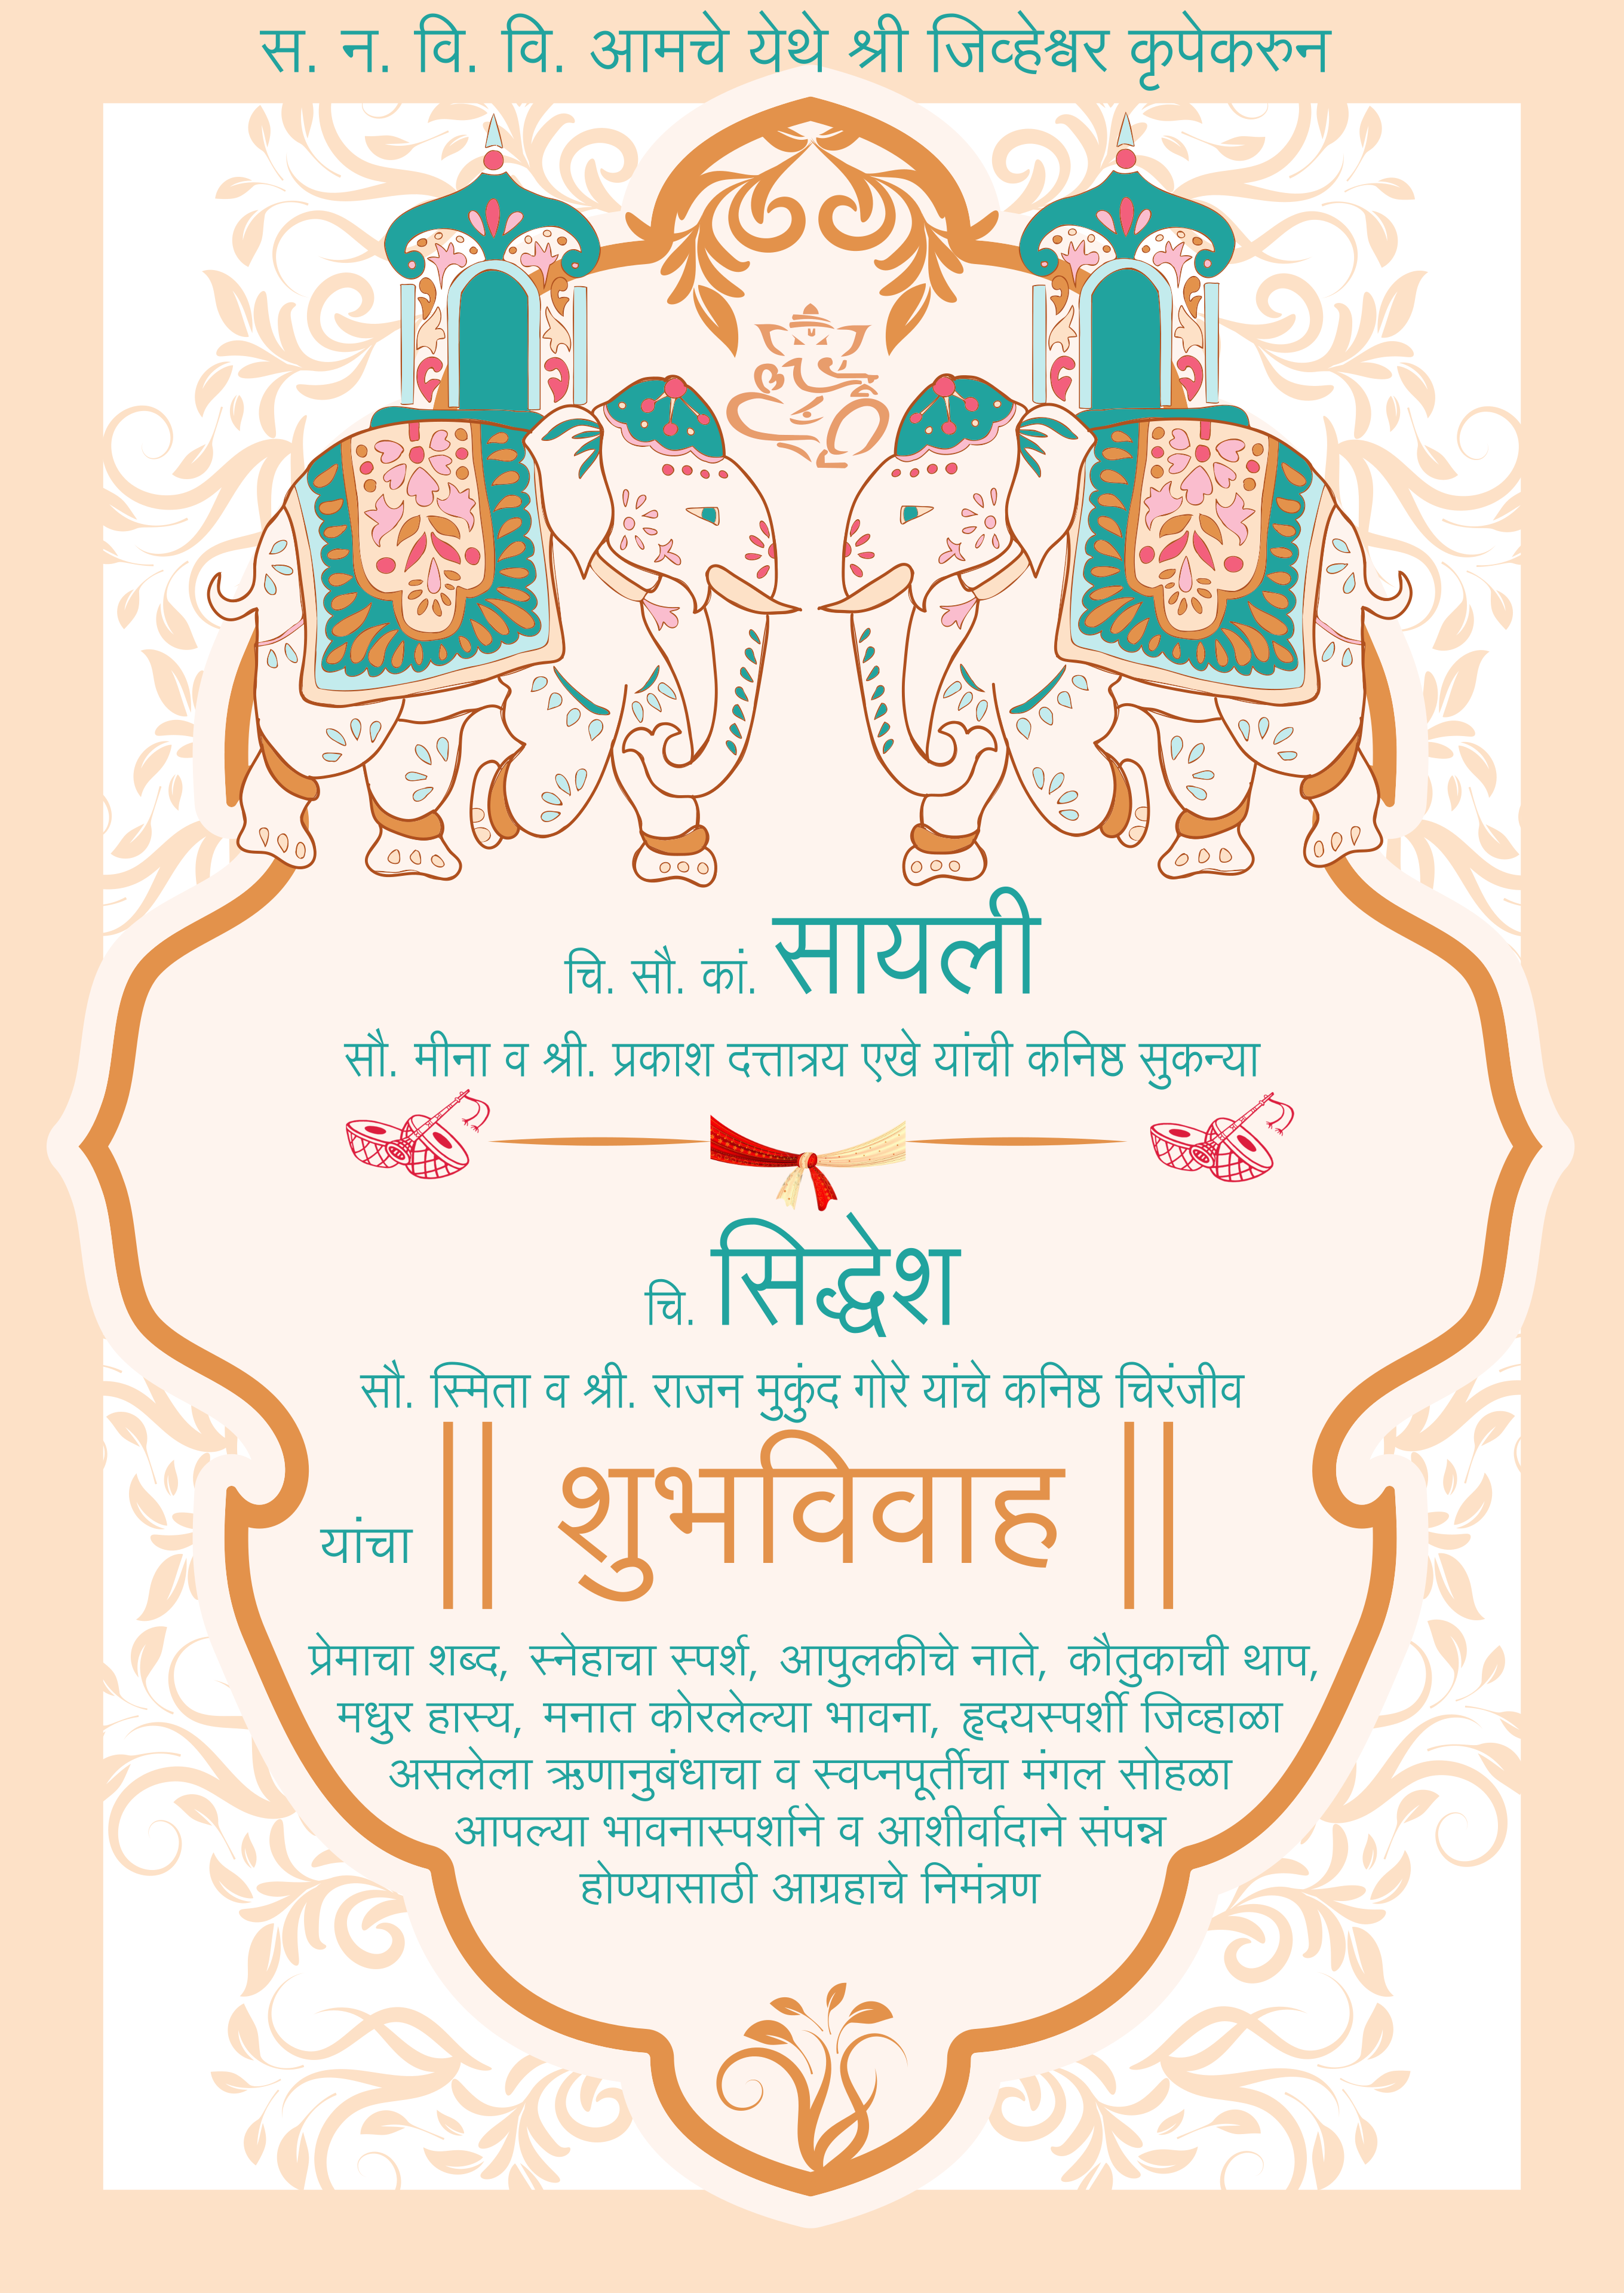 स. न. वि. वि. आमचे येथे श्री जिव्हेश्वर कृपेकरुन
चि. सौ. कां. सायली
सौ. मीना व श्री. प्रकाश दत्तात्रय एखे यांची कनिष्ठ सुकन्या
चि. सिद्धेश
सौ. स्मिता व श्री. राजन मुकुंद गोरे यांचे कनिष्ठ चिरंजीव
यांचा || शुभविवाह ||
प्रेमाचा शब्द, स्नेहाचा स्पर्श, आपुलकीचे नाते, कौतुकाची थाप,
मधुर हास्य, मनात कोरलेल्या भावना, हृदयस्पर्शी जिव्हाळा
असलेला ऋणानुबंधाचा व स्वप्नपूर्तीचा मंगल सोहळा
आपल्या भावनास्पर्शाने व आशीर्वादाने संपन्न
होण्यासाठी आग्रहाचे निमंत्रण